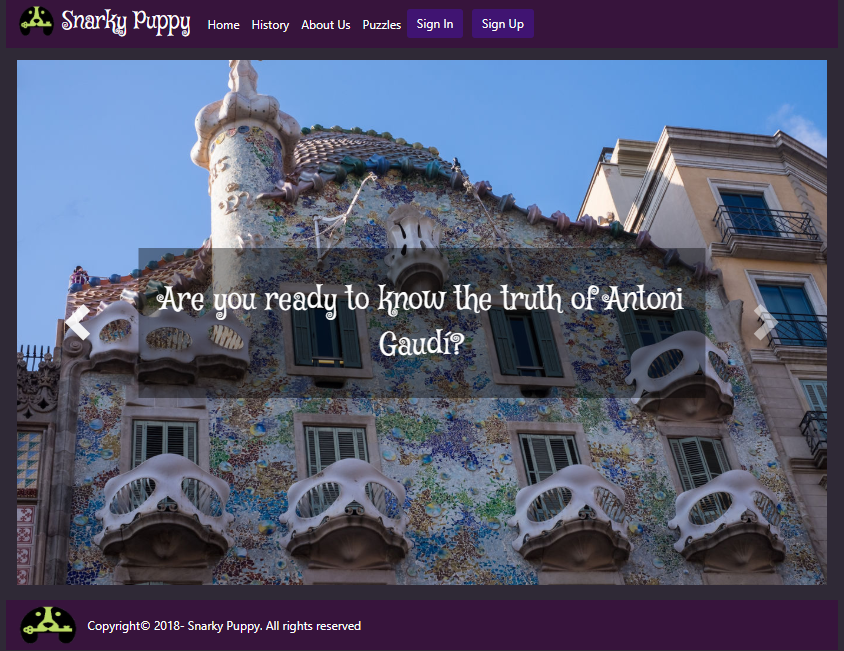 Snarky Puppy Home History About Us Puzzles Sign In Sign Up
Are you ready to know the truth of Antoni
Gaudí?
Copyright© 2018- Snarky Puppy. All rights reserved